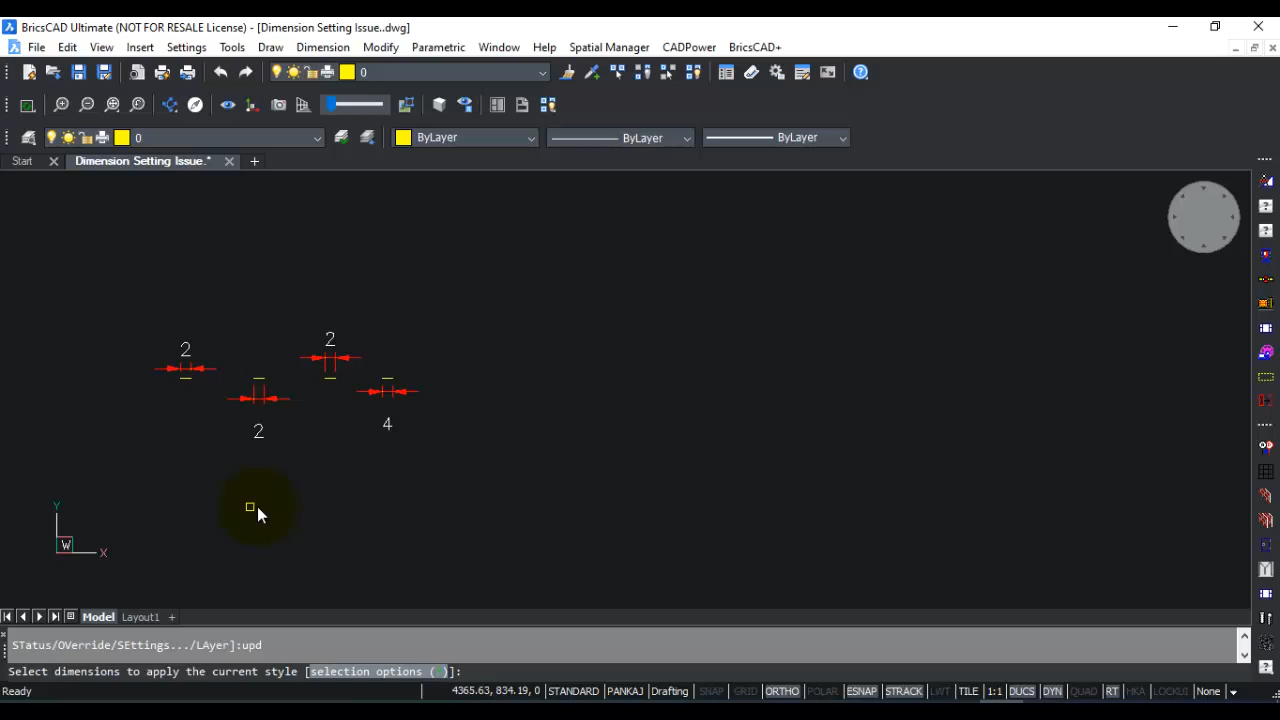 BricsCAD Ultimate (NOT FOR RESALE License) - [Dimension Setting Issue..dwg]
File Edit View Insert Settings Tools Draw Dimension Modify Parametric Window Help Spatial Manager CADPower BricsCAD+
0
0 ByLayer ByLayer ByLayer
Start Dimension Setting Issue.*
2
2
2
4
Y
W X
Model Layout1
STatus/OVerride/SEttings.../LAyer]:upd
Select dimensions to apply the current style [selection options (?)]:
Ready 4365.63, 834.19, 0 STANDARD PANKAJ Drafting SNAP GRID ORTHO POLAR ESNAP STRACK LWT TILE 1:1 DUCS DYN QUAD RT HKA LOCKUI None